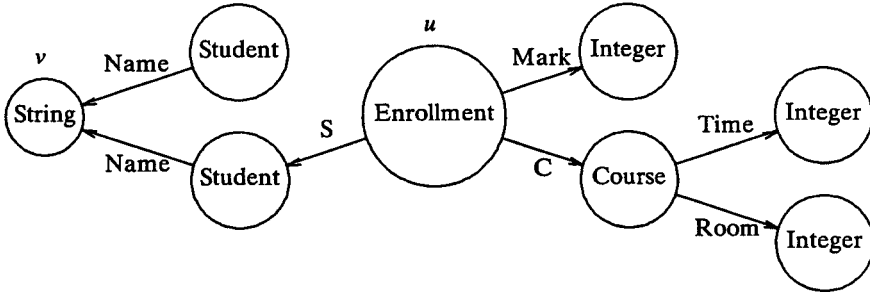 v
String
Name
Student
Name
Student
S
u
Enrollment
Mark
Integer
C
Course
Time
Integer
Room
Integer